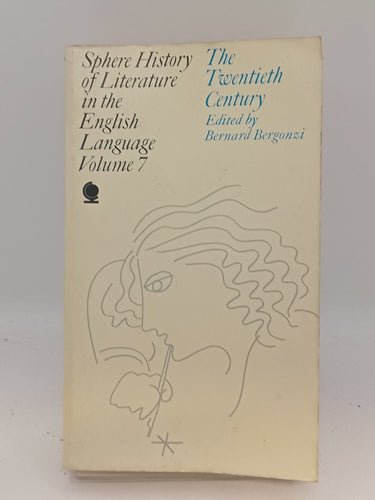 Sphere History
of Literature
in the
English
Language
Volume 7
The
Twentieth
Century
Edited by
Bernard Bergonzi